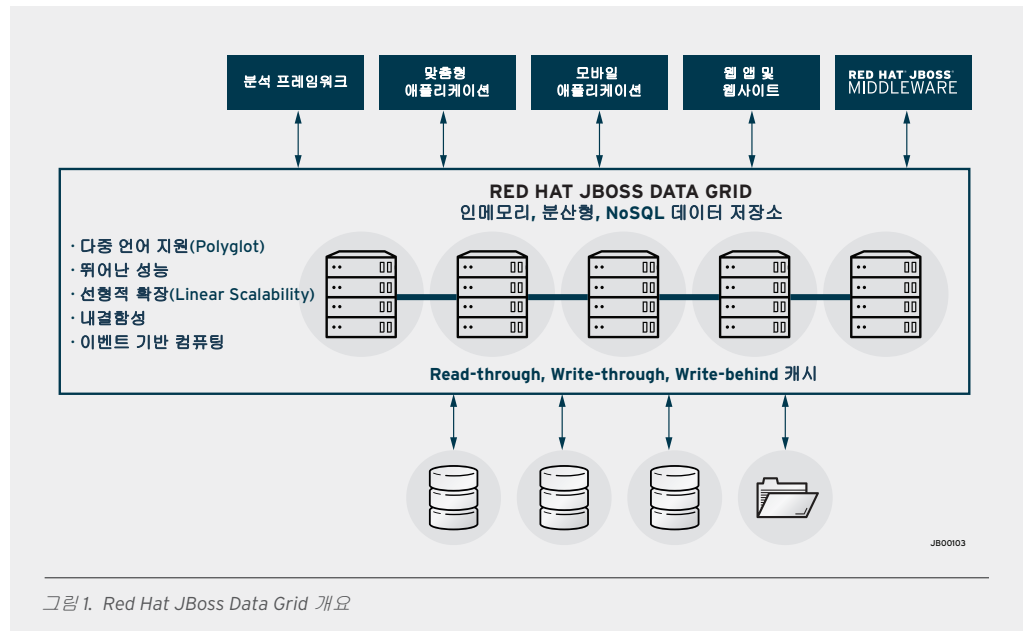 분석 프레임워크
맞춤형
애플리케이션
모바일
애플리케이션
웹 앱 및
웹사이트
RED HAT® JBOSS®
MIDDLEWARE
RED HAT JBOSS DATA GRID
인메모리, 분산형, NoSQL 데이터 저장소
· 다중 언어 지원(Polyglot)
· 뛰어난 성능
· 선형적 확장(Linear Scalability)
· 내결함성
· 이벤트 기반 컴퓨팅
Read-through, Write-through, Write-behind 캐시
JB00103
그림 1. Red Hat JBoss Data Grid 개요